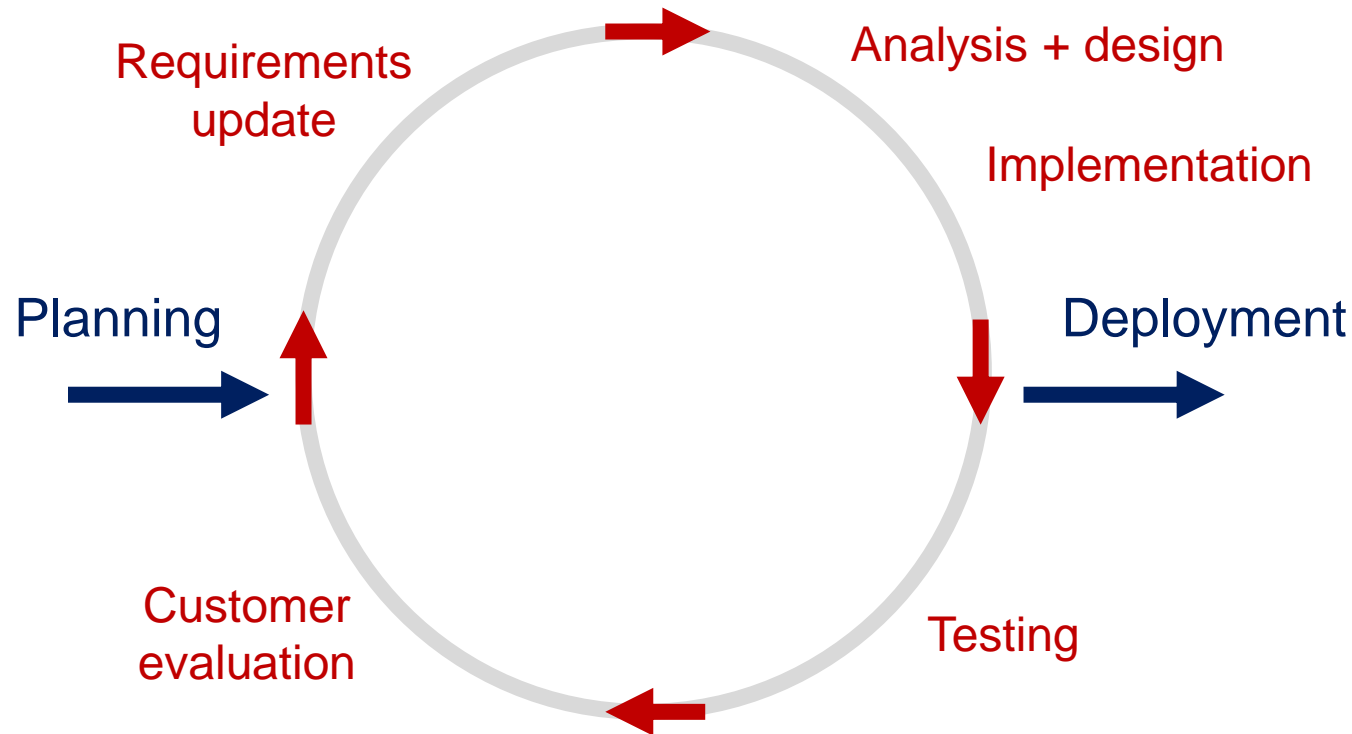 Requirements
update
Analysis + design
Implementation
Planning
Deployment
Customer
evaluation
Testing